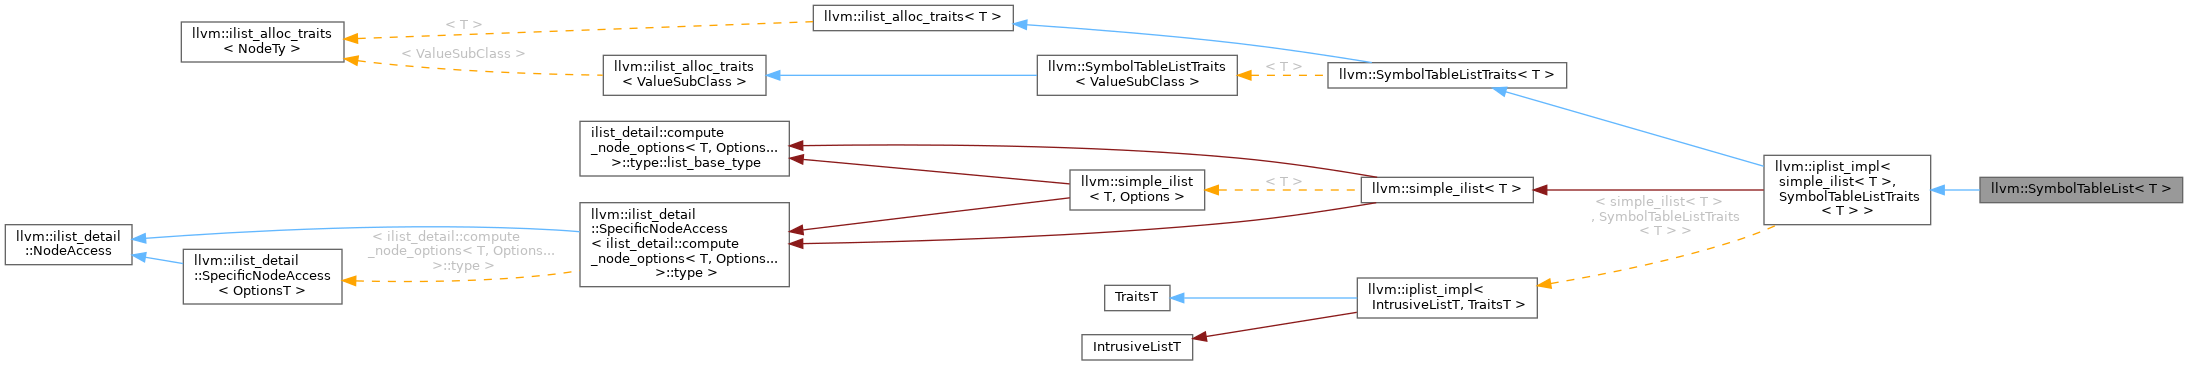 llvm::ilist_alloc_traits
< NodeTy >
< T >
< ValueSubClass >
llvm::ilist_alloc_traits< T >
llvm::ilist_alloc_traits
< ValueSubClass >
llvm::SymbolTableListTraits
< ValueSubClass >
< T >
llvm::SymbolTableListTraits< T >
ilist_detail::compute
_node_options< T, Options...
>::type::list_base_type
llvm::simple_ilist
< T, Options >
< T >
llvm::simple_ilist< T >
llvm::iplist_impl<
simple_ilist< T >,
SymbolTableListTraits
< T > >
llvm::SymbolTableList< T >
< simple_ilist< T >
, SymbolTableListTraits
< T > >
llvm::ilist_detail
::NodeAccess
llvm::ilist_detail
::SpecificNodeAccess
< OptionsT >
< ilist_detail::compute
_node_options< T, Options...
>::type >
llvm::ilist_detail
::SpecificNodeAccess
< ilist_detail::compute
_node_options< T, Options...
>::type >
TraitsT
IntrusiveListT
llvm::iplist_impl<
IntrusiveListT, TraitsT >